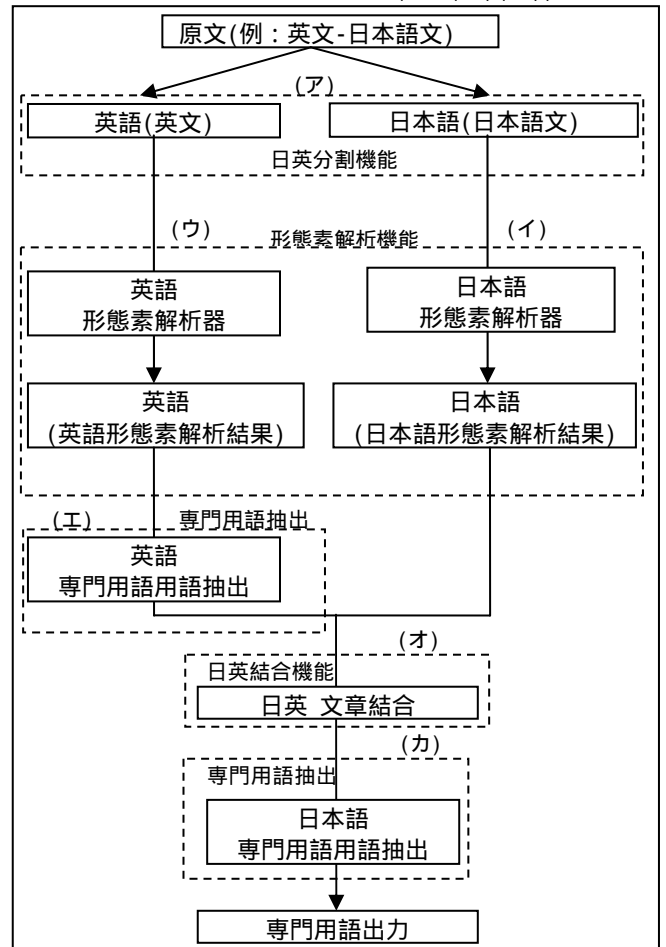 原文(例：英文-日本語文)
(ア)
英語(英文)
日本語(日本語文)
日英分割機能
(ウ)
形態素解析機能
(イ)
英語
形態素解析器
日本語
形態素解析器
英語
(英語形態素解析結果)
日本語
(日本語形態素解析結果)
(エ)
専門用語抽出
英語
専門用語用語抽出
(オ)
日英結合機能
日英 文章結合
(カ)
専門用語抽出
日本語
専門用語用語抽出
専門用語出力